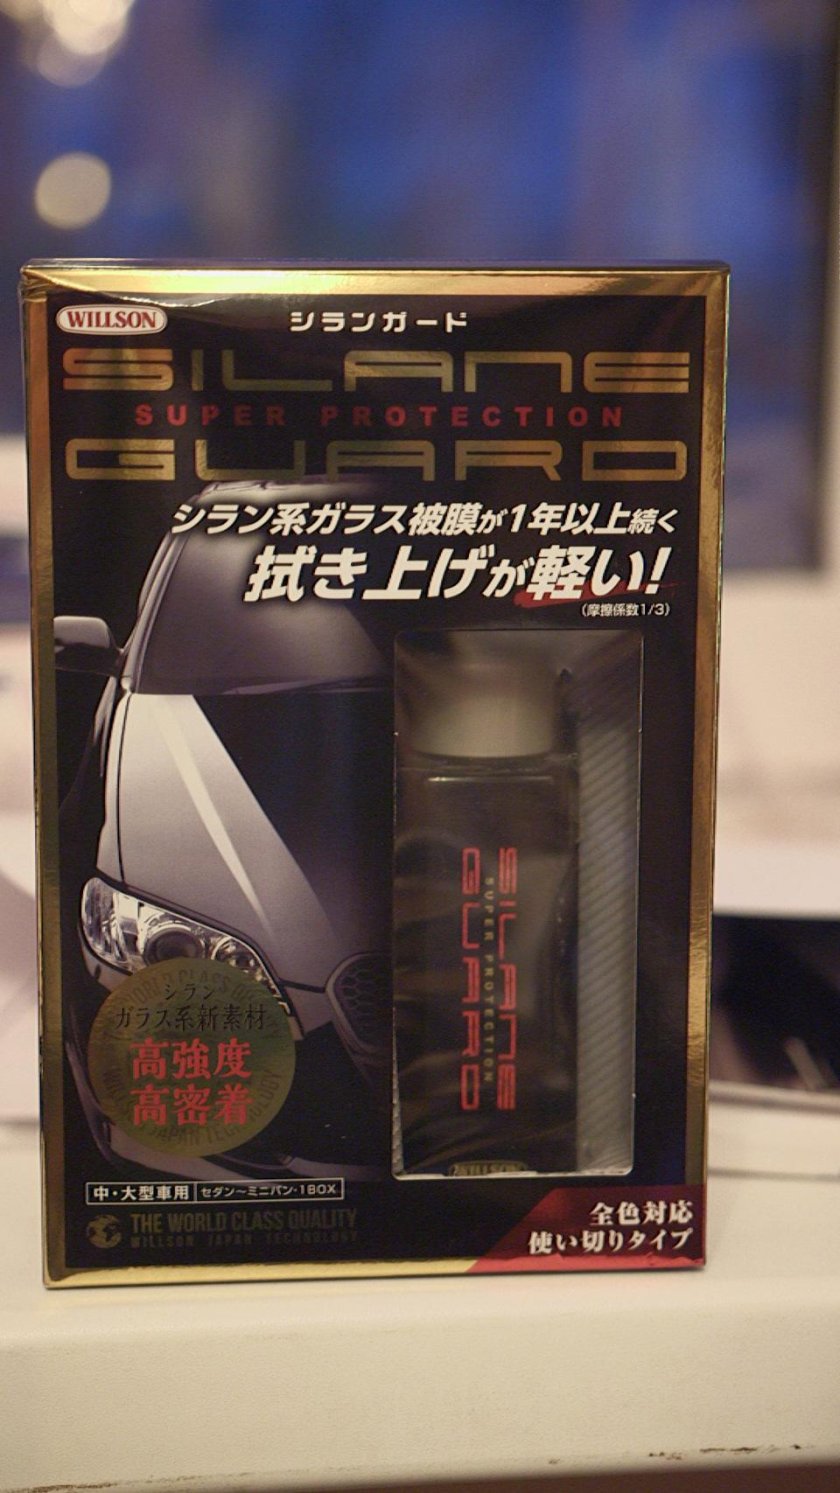 WILLSON
シランガード
SILANE
SUPER PROTECTION
GUARD
シラン系ガラス被膜が1年以上続く
拭き上げが軽い!
(摩擦係数1/3)
SILANE
SUPER PROTECTION
GUARD
WILLSON
シラン
ガラス系新素材
高強度
高密着
中・大型車用 セダン〜ミニバン・1BOX
THE WORLD CLASS QUALITY
WILLSON JAPAN TECHNOLOGY
全色対応
使い切りタイプ